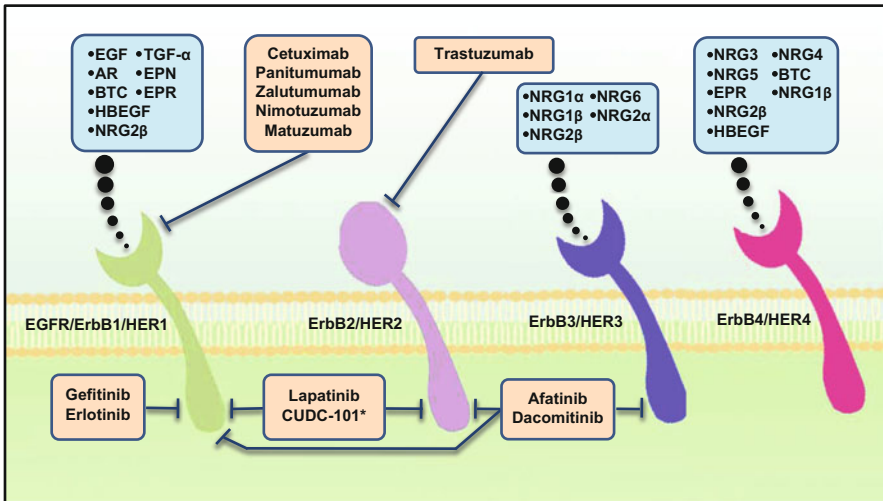 •EGF •TGF-α
•AR •EPN
•BTC •EPR
•HBEGF
•NRG2β
Cetuximab
Panitumumab
Zalutumumab
Nimotuzumab
Matuzumab
Trastuzumab
•NRG1α •NRG6
•NRG1β •NRG2α
•NRG2β
•NRG3 •NRG4
•NRG5 •BTC
•EPR •NRG1β
•NRG2β
•HBEGF
EGFR/ErbB1/HER1
ErbB2/HER2
ErbB3/HER3
ErbB4/HER4
Gefitinib
Erlotinib
Lapatinib
CUDC-101*
Afatinib
Dacomitinib